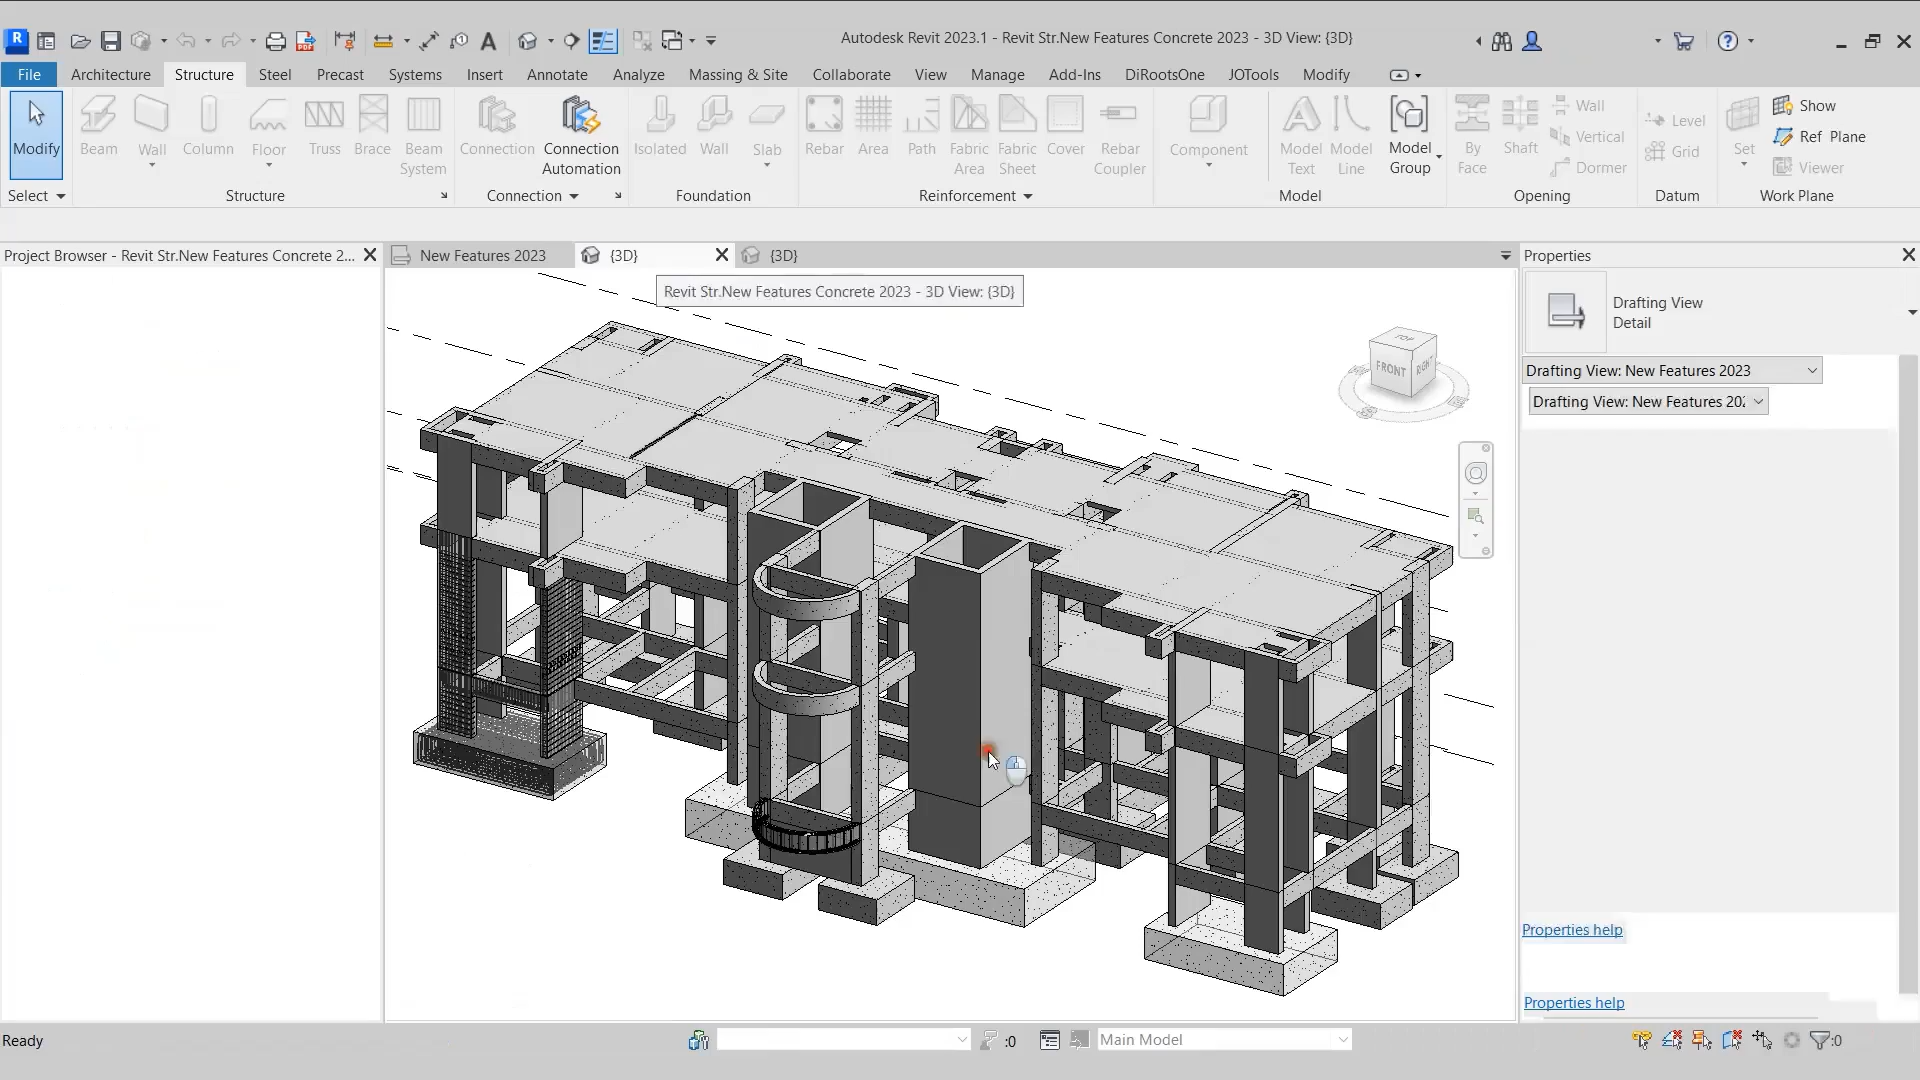 R
Autodesk Revit 2023.1 - Revit Str.New Features Concrete 2023 - 3D View: {3D}
File Architecture Structure Steel Precast Systems Insert Annotate Analyze Massing & Site Collaborate View Manage Add-Ins DiRootsOne JOTools Modify
Modify
Beam
Wall
Column
Floor
Truss
Brace
Beam
System
Connection
Connection
Automation
Isolated
Wall
Slab
Rebar
Area
Path
Fabric
Area
Fabric
Sheet
Cover
Rebar
Coupler
Component
Model
Text
Model
Line
Model
Group
By
Face
Shaft
Wall
Vertical
Dormer
Level
Grid
Set
Show
Ref Plane
Viewer
Select
Structure
Connection
Foundation
Reinforcement
Model
Opening
Datum
Work Plane
Project Browser - Revit Str.New Features Concrete 2...
New Features 2023
{3D}
{3D}
Revit Str.New Features Concrete 2023 - 3D View: {3D}
TOP
FRONT
RIGHT
Properties
Drafting View
Detail
Drafting View: New Features 2023
Drafting View: New Features 202
Properties help
Properties help
Ready
:0
Main Model
:0